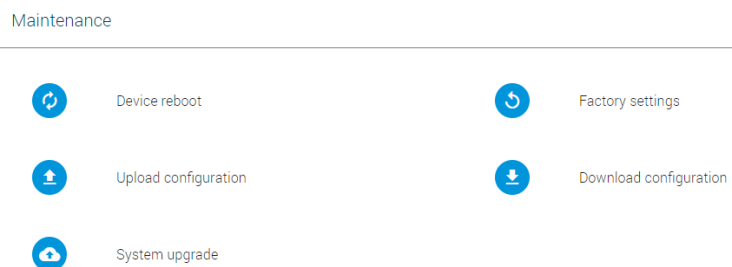 Maintenance
Device reboot
Factory settings
Upload configuration
Download configuration
System upgrade